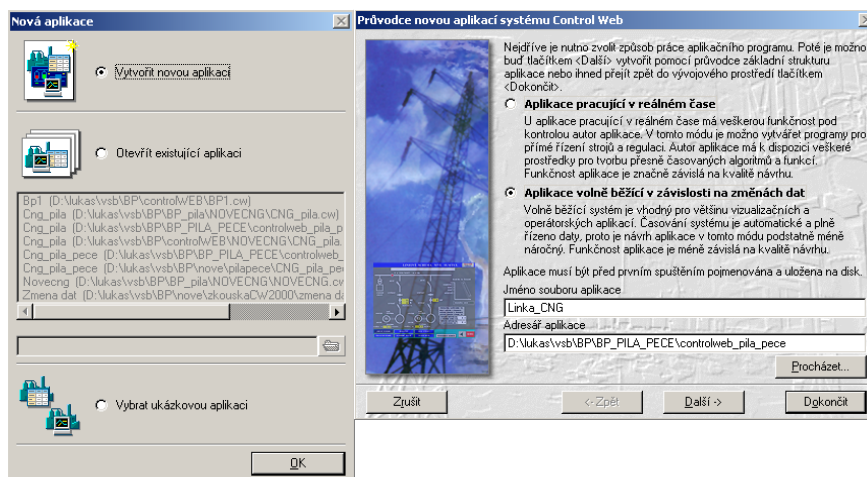 Nová aplikace
Vytvořit novou aplikaci
Otevřít existující aplikaci
Bp1 (D:\lukas\vsb\BP\controlWEB\BP1.cw)
Cng_pila (D:\lukas\vsb\BP\BP_pila\NOVECNG\CNG_pila.cw)
Cng_pila (D:\lukas\vsb\BP\BP_PILA_PECE\controlweb_pila_p
Cng_pila (D:\lukas\vsb\BP\controlWEB\NOVECNG\CNG_pila.
Cng_pila_pece (D:\lukas\vsb\BP\BP_PILA_PECE\controlweb_
Cng_pila_pece (D:\lukas\vsb\BP\nove\pilapece\CNG_pila_pe
Novecng (D:\lukas\vsb\BP\BP_pila\NOVECNG\NOVECNG.cv
Zmena dat (D:\lukas\vsb\BP\nove\zkouskaCW2000\zmena da
Vybrat ukázkovou aplikaci
OK
Průvodce novou aplikací systému Control Web
Nejdříve je nutno zvolit způsob práce aplikačního programu. Poté je možno
buď tlačítkem <Další> vytvořit pomocí průvodce základní strukturu
aplikace nebo ihned přejít zpět do vývojového prostředí tlačítkem
<Dokončit>.
Aplikace pracující v reálném čase
U aplikace pracující v reálném čase má veškerou funkčnost pod
kontrolou autor aplikace. V tomto módu je možno vytvářet programy pro
přímé řízení strojů a regulaci. Autor aplikace má k dispozici veškeré
prostředky pro tvorbu přesně časovaných algoritmů a funkcí.
Funkčnost aplikace je značně závislá na kvalitě návrhu.
Aplikace volně běžící v závislosti na změnách dat
Volně běžící systém je vhodný pro většinu vizualizačních a
operátorských aplikací. Časování systému je automatické a plně
řízeno daty, proto je návrh aplikace v tomto módu podstatně méně
náročný. Funkčnost aplikace je méně závislá na kvalitě návrhu.
Aplikace musí být před prvním spuštěním pojmenována a uložena na disk.
Jméno souboru aplikace
Linka_CNG
Adresář aplikace
D:\lukas\vsb\BP\BP_PILA_PECE\controlweb_pila_pece
Procházet...
Zrušit
<- Zpět
Další ->
Dokončit